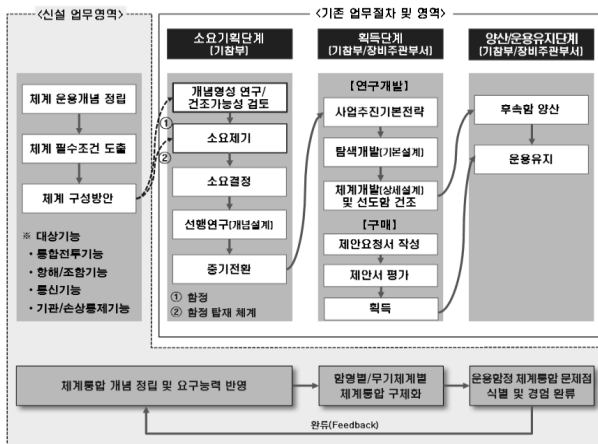 <신설 업무영역>
<기존 업무절차 및 영역>
소요기획단계
[기참부]
획득단계
[기참부/장비주관부서]
양산/운용유지단계
[기참부/장비주관부서]
체계 운용개념 정립
체계 필수조건 도출
체계 구성방안
※ 대상기능
• 통합전투기능
• 항해/조함기능
• 통신기능
• 기관/손상통제기능
개념형성 연구/
건조가능성 검토
①
소요제기
②
소요결정
선행연구[개념설계]
중기전환
① 함정
② 함정 탑재 체계
[연구개발]
사업추진기본전략
탐색개발[기본설계]
체계개발[상세설계]
및 선도함 건조
[구매]
제안요청서 작성
제안서 평가
획득
후속함 양산
운용유지
체계통합 개념 정립 및 요구능력 반영
함형별/무기체계별
체계통합 구체화
운용함정 체계통합 문제점
식별 및 경험 환류
환류(Feedback)